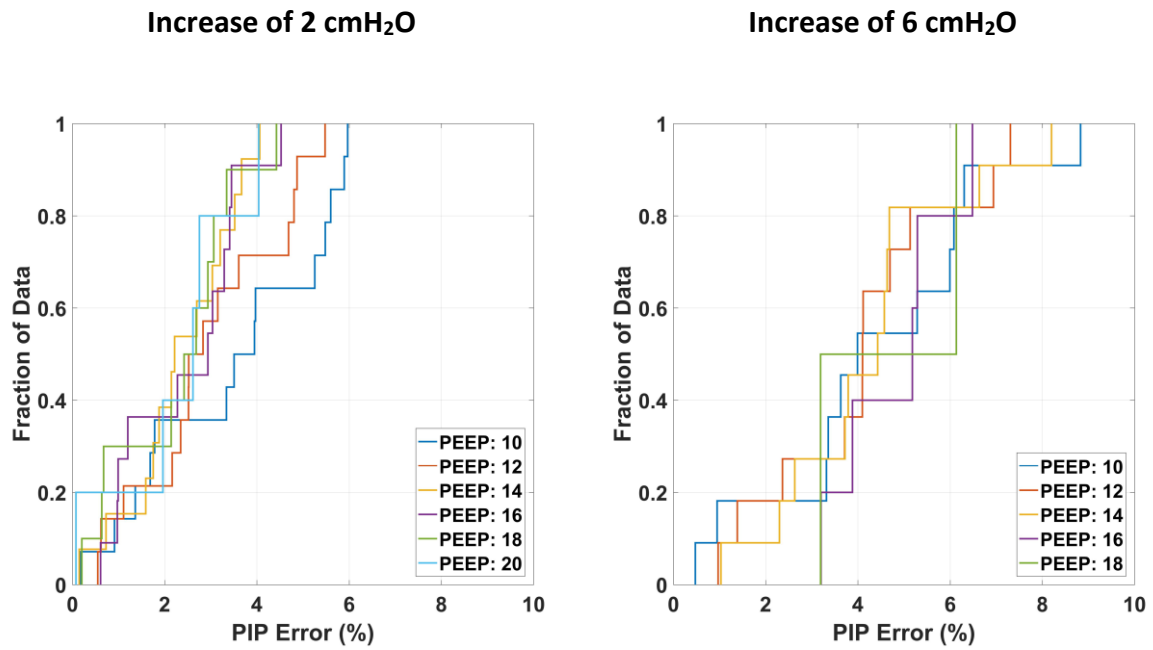 Increase of 2 cmH₂O
Increase of 6 cmH₂O
Fraction of Data
1
0.8
0.6
0.4
0.2
0
0 2 4 6 8 10
PIP Error (%)
PEEP: 10
PEEP: 12
PEEP: 14
PEEP: 16
PEEP: 18
PEEP: 20
Fraction of Data
1
0.8
0.6
0.4
0.2
0
0 2 4 6 8 10
PIP Error (%)
PEEP: 10
PEEP: 12
PEEP: 14
PEEP: 16
PEEP: 18